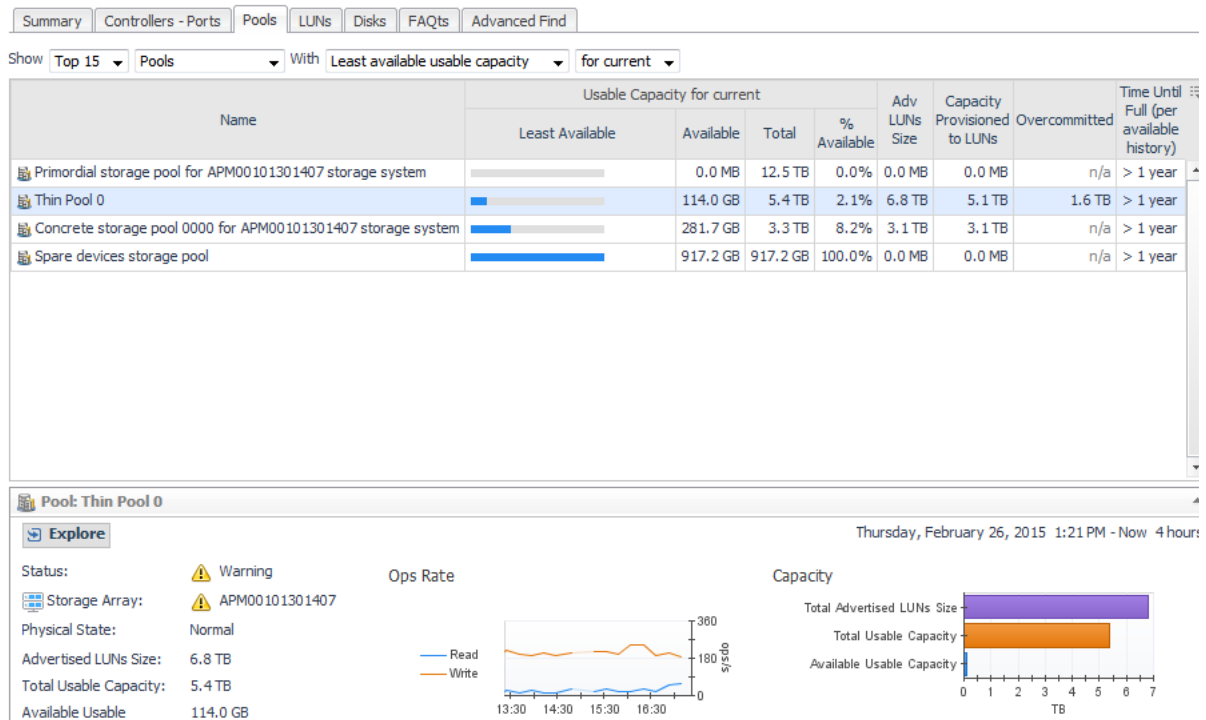 Summary Controllers - Ports Pools LUNs Disks FAQts Advanced Find
Show Top 15 Pools With Least available usable capacity for current
Name Usable Capacity for current Adv LUNs Size Capacity Provisioned to LUNs Overcommitted Time Until Full (per available history)
Least Available Available Total % Available
Primordial storage pool for APM00101301407 storage system 0.0 MB 12.5 TB 0.0% 0.0 MB 0.0 MB n/a > 1 year
Thin Pool 0 114.0 GB 5.4 TB 2.1% 6.8 TB 5.1 TB 1.6 TB > 1 year
Concrete storage pool 0000 for APM00101301407 storage system 281.7 GB 3.3 TB 8.2% 3.1 TB 3.1 TB n/a > 1 year
Spare devices storage pool 917.2 GB 917.2 GB 100.0% 0.0 MB 0.0 MB n/a > 1 year
Pool: Thin Pool 0
Explore Thursday, February 26, 2015 1:21 PM - Now 4 hours
Status: Warning
Storage Array: APM00101301407
Physical State: Normal
Advertised LUNs Size: 6.8 TB
Total Usable Capacity: 5.4 TB
Available Usable 114.0 GB
Ops Rate
Read
Write
360
180
0
ops/s
13:30 14:30 15:30 16:30
Capacity
Total Advertised LUNs Size
Total Usable Capacity
Available Usable Capacity
0 1 2 3 4 5 6 7
TB